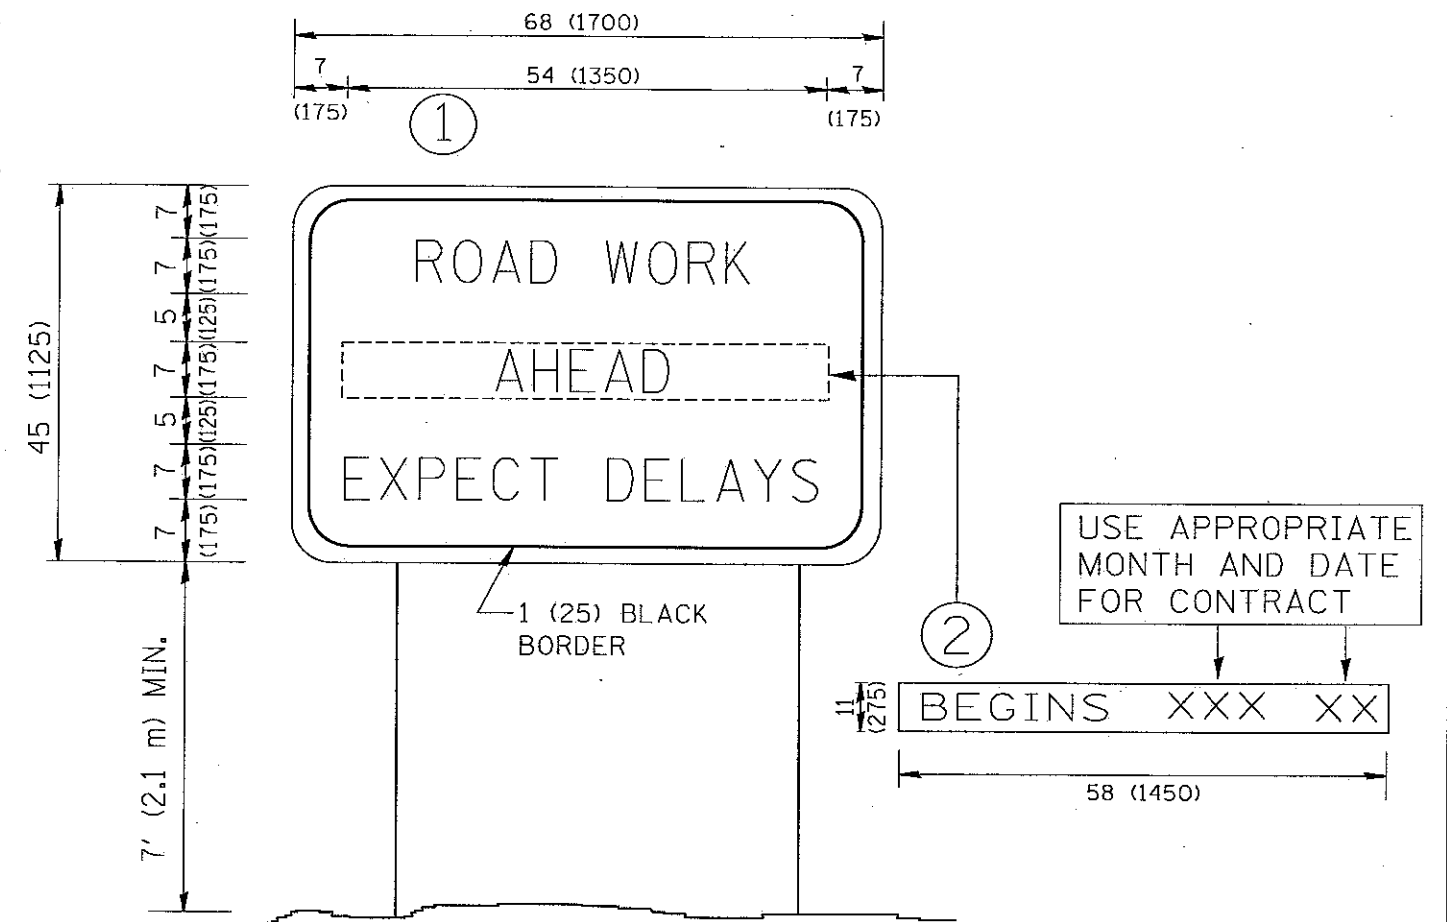 68 (1700)
7
54 (1350)
7
(175)
(175)
1
45 (1125)
7 (175)
7 (175)
5 (125)
7 (175)
5 (125)
7 (175)
7 (175)
ROAD WORK
AHEAD
EXPECT DELAYS
1 (25) BLACK
BORDER
7' (2.1 m) MIN.
USE APPROPRIATE
MONTH AND DATE
FOR CONTRACT
2
11
(275)
BEGINS XXX XX
58 (1450)